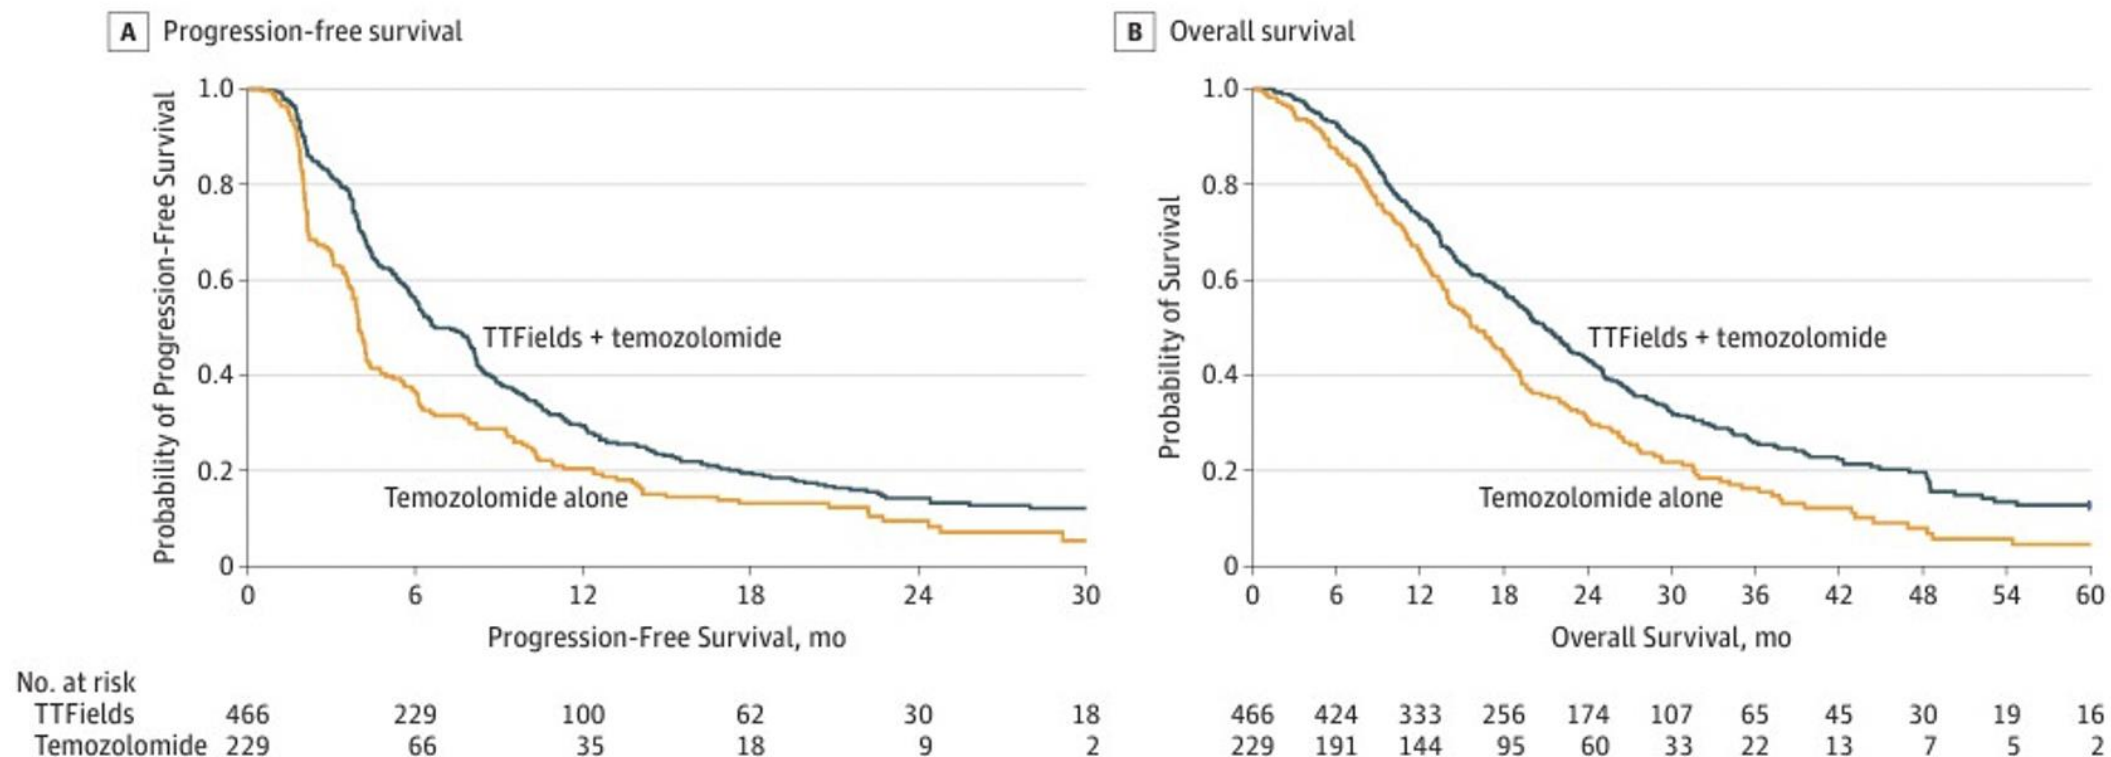 A Progression-free survival
Probability of Progression-Free Survival
1.0
0.8
0.6
0.4
0.2
0
TTFields + temozolomide
Temozolomide alone
0 6 12 18 24 30
Progression-Free Survival, mo
B Overall survival
Probability of Survival
1.0
0.8
0.6
0.4
0.2
0
TTFields + temozolomide
Temozolomide alone
0 6 12 18 24 30 36 42 48 54 60
Overall Survival, mo
No. at risk
TTFields 466 229 100 62 30 18 466 424 333 256 174 107 65 45 30 19 16
Temozolomide 229 66 35 18 9 2 229 191 144 95 60 33 22 13 7 5 2